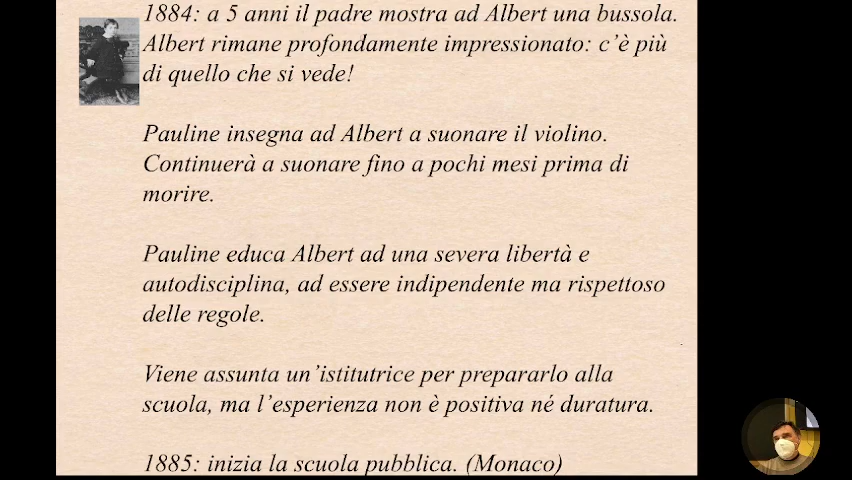 1884: a 5 anni il padre mostra ad Albert una bussola.
Albert rimane profondamente impressionato: c’è più
di quello che si vede!
Pauline insegna ad Albert a suonare il violino.
Continuerà a suonare fino a pochi mesi prima di
morire.
Pauline educa Albert ad una severa libertà e
autodisciplina, ad essere indipendente ma rispettoso
delle regole.
Viene assunta un’istitutrice per prepararlo alla
scuola, ma l’esperienza non è positiva né duratura.
1885: inizia la scuola pubblica. (Monaco)